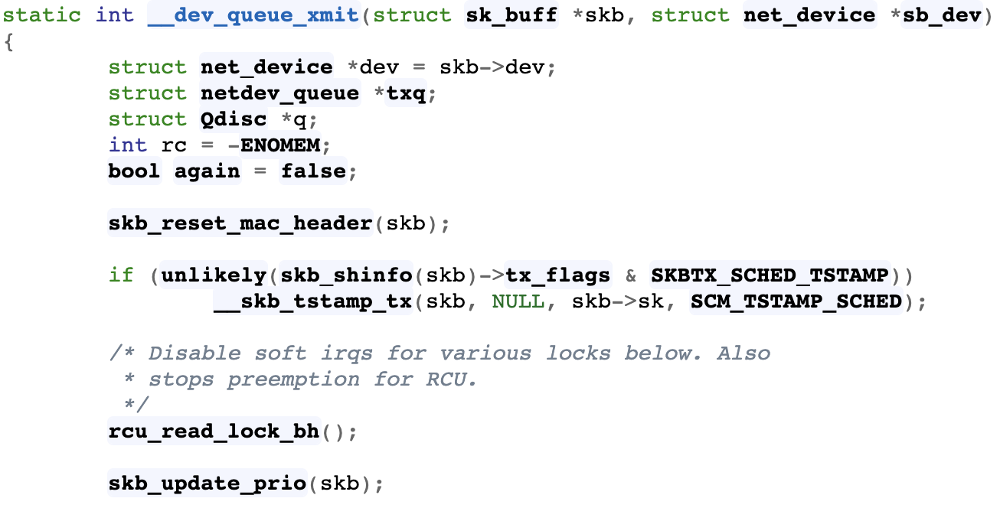 static int __dev_queue_xmit(struct sk_buff *skb, struct net_device *sb_dev)
{
        struct net_device *dev = skb->dev;
        struct netdev_queue *txq;
        struct Qdisc *q;
        int rc = -ENOMEM;
        bool again = false;

        skb_reset_mac_header(skb);

        if (unlikely(skb_shinfo(skb)->tx_flags & SKBTX_SCHED_TSTAMP))
                __skb_tstamp_tx(skb, NULL, skb->sk, SCM_TSTAMP_SCHED);

        /* Disable soft irqs for various locks below. Also
         * stops preemption for RCU.
         */
        rcu_read_lock_bh();

        skb_update_prio(skb);